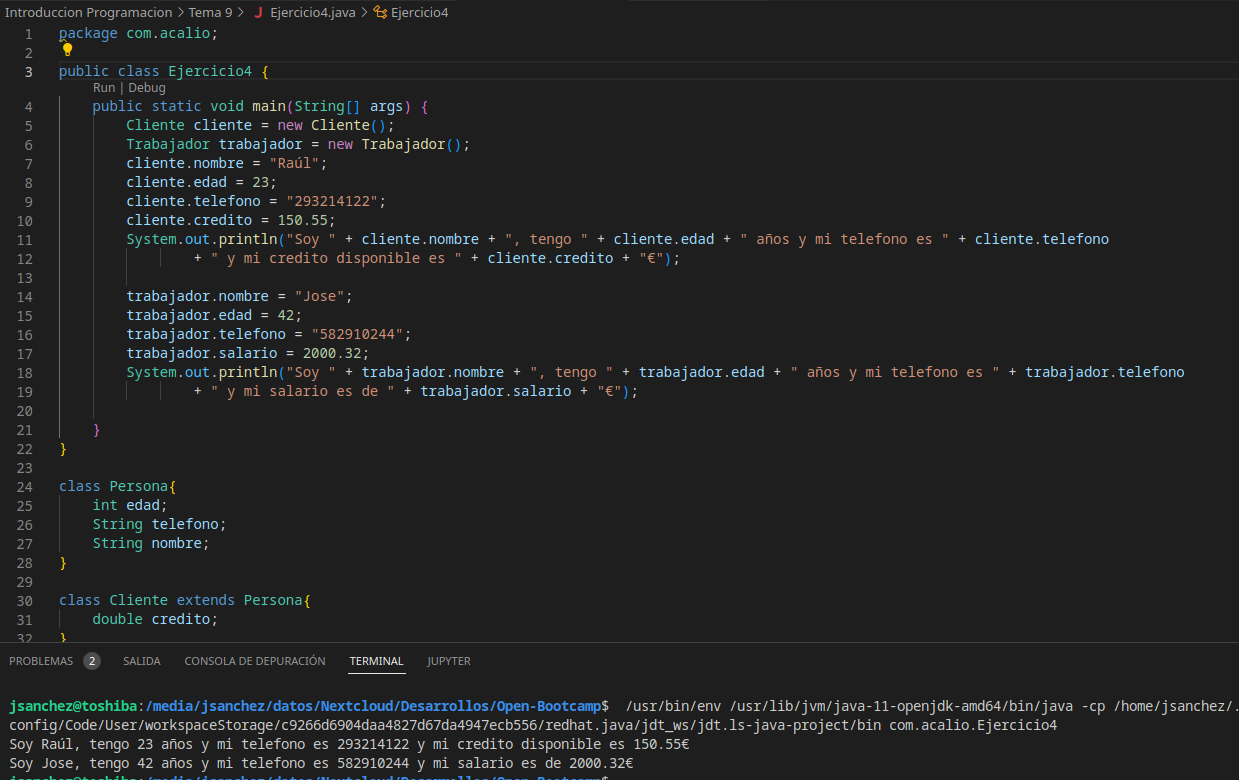 Introduccion Programacion > Tema 9 > J Ejercicio4.java > Ejercicio4
1 package com.acalio;
2
3 public class Ejercicio4 {
Run | Debug
4 public static void main(String[] args) {
5 Cliente cliente = new Cliente();
6 Trabajador trabajador = new Trabajador();
7 cliente.nombre = "Raúl";
8 cliente.edad = 23;
9 cliente.telefono = "293214122";
10 cliente.credito = 150.55;
11 System.out.println("Soy " + cliente.nombre + ", tengo " + cliente.edad + " años y mi telefono es " + cliente.telefono
12 + " y mi credito disponible es " + cliente.credito + "€");
13
14 trabajador.nombre = "Jose";
15 trabajador.edad = 42;
16 trabajador.telefono = "582910244";
17 trabajador.salario = 2000.32;
18 System.out.println("Soy " + trabajador.nombre + ", tengo " + trabajador.edad + " años y mi telefono es " + trabajador.telefono
19 + " y mi salario es de " + trabajador.salario + "€");
20
21 }
22 }
23
24 class Persona{
25 int edad;
26 String telefono;
27 String nombre;
28 }
29
30 class Cliente extends Persona{
31 double credito;
32 }
PROBLEMAS 2 SALIDA CONSOLA DE DEPURACIÓN TERMINAL JUPYTER
jsanchez@toshiba:/media/jsanchez/datos/Nextcloud/Desarrollos/Open-Bootcamp$ /usr/bin/env /usr/lib/jvm/java-11-openjdk-amd64/bin/java -cp /home/jsanchez/.
config/Code/User/workspaceStorage/c9266d6904daa4827d67da4947ecb556/redhat.java/jdt_ws/jdt.ls-java-project/bin com.acalio.Ejercicio4
Soy Raúl, tengo 23 años y mi telefono es 293214122 y mi credito disponible es 150.55€
Soy Jose, tengo 42 años y mi telefono es 582910244 y mi salario es de 2000.32€
jsanchez@toshiba:/media/jsanchez/datos/Nextcloud/Desarrollos/Open-Bootcamp$